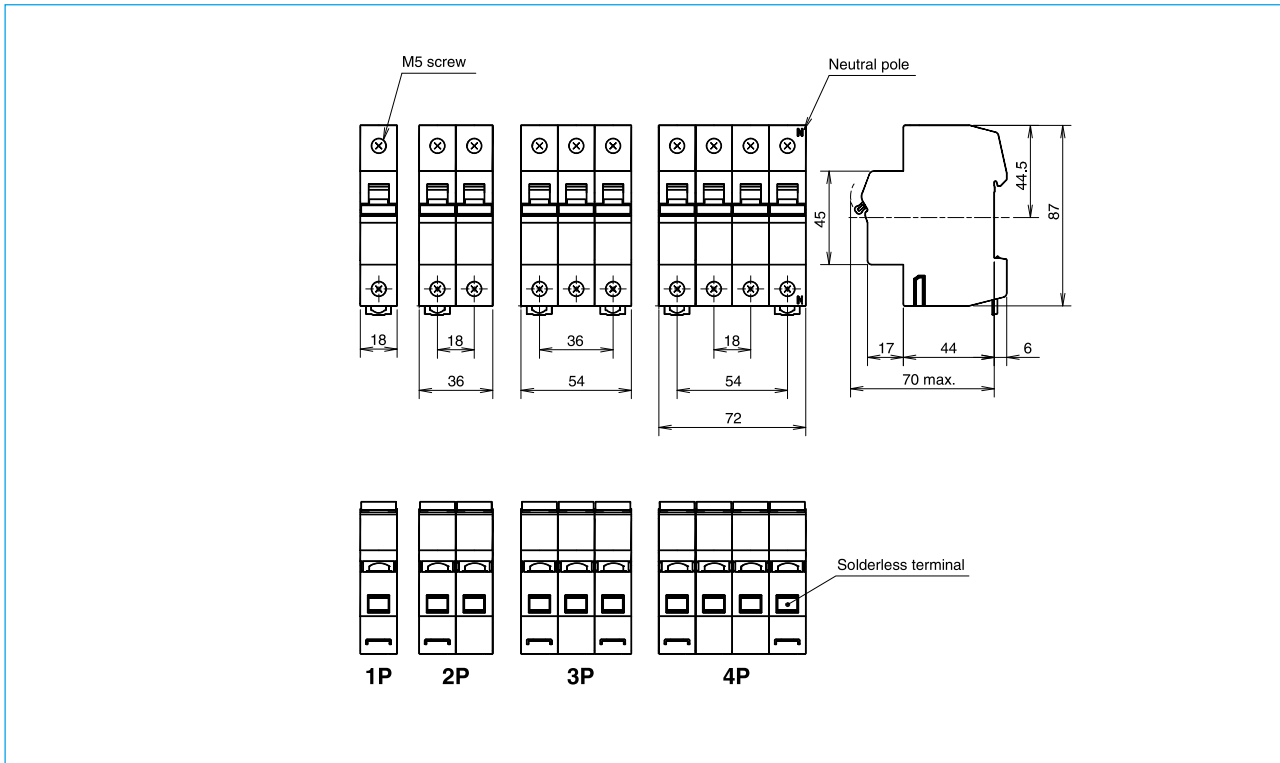 M5 screw
Neutral pole
N
45
44.5
87
N
18
18
36
18
17
44
6
36
54
54
70 max.
72
Solderless terminal
1P
2P
3P
4P